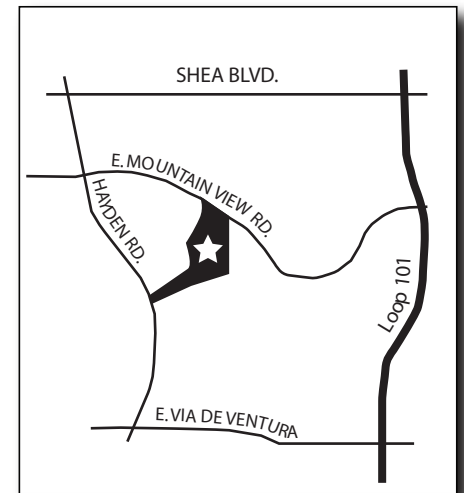 SHEA BLVD.
E. MOUNTAIN VIEW RD.
HAYDEN RD.
Loop 101
E. VIA DE VENTURA